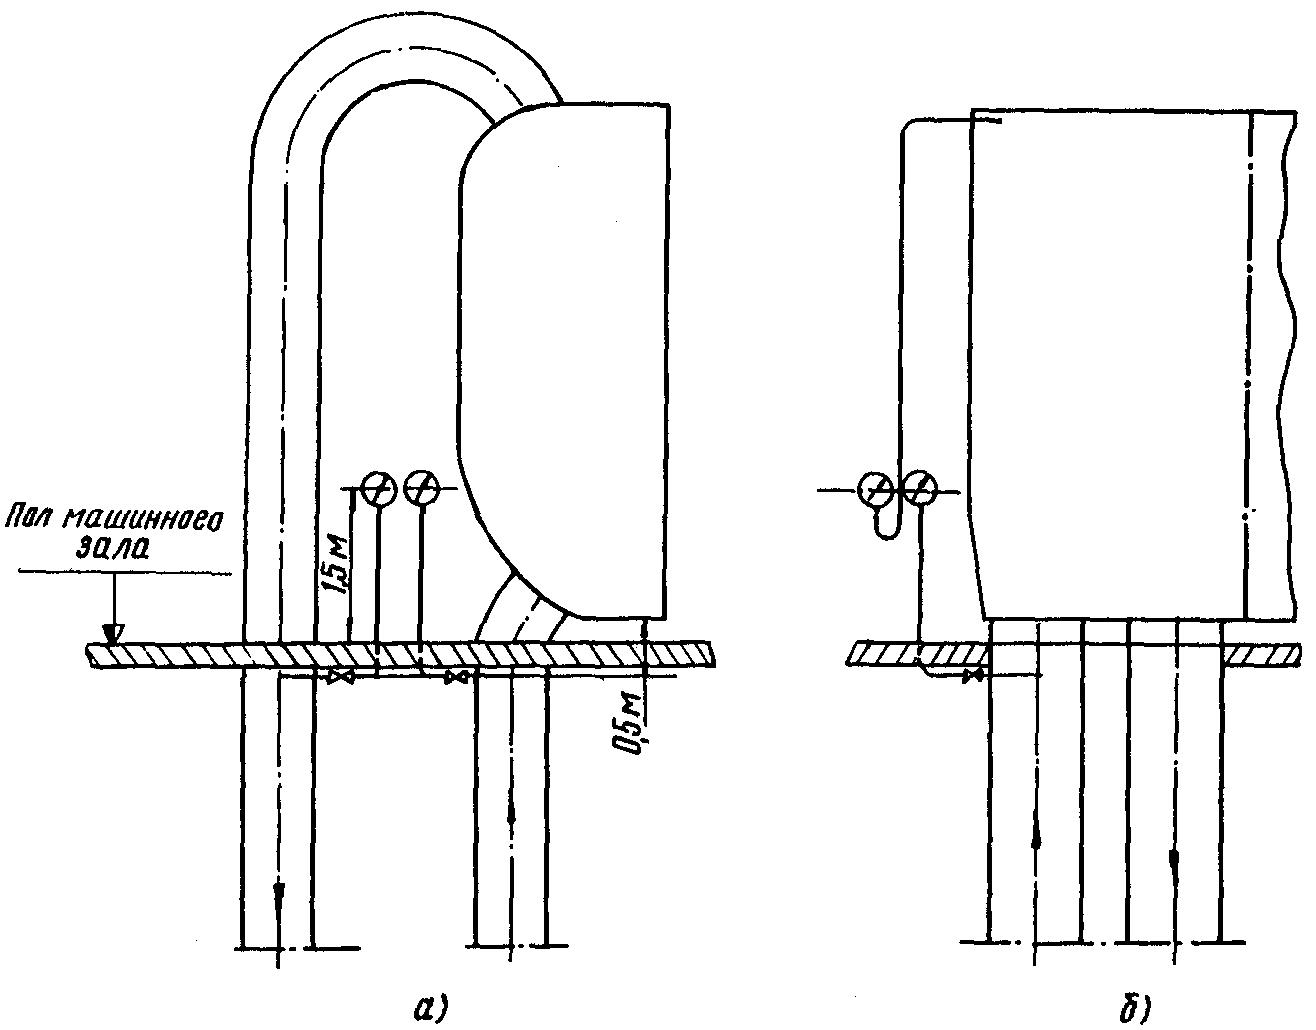 Пол машинного
зала
1,5 м
0,5 м
а)
б)